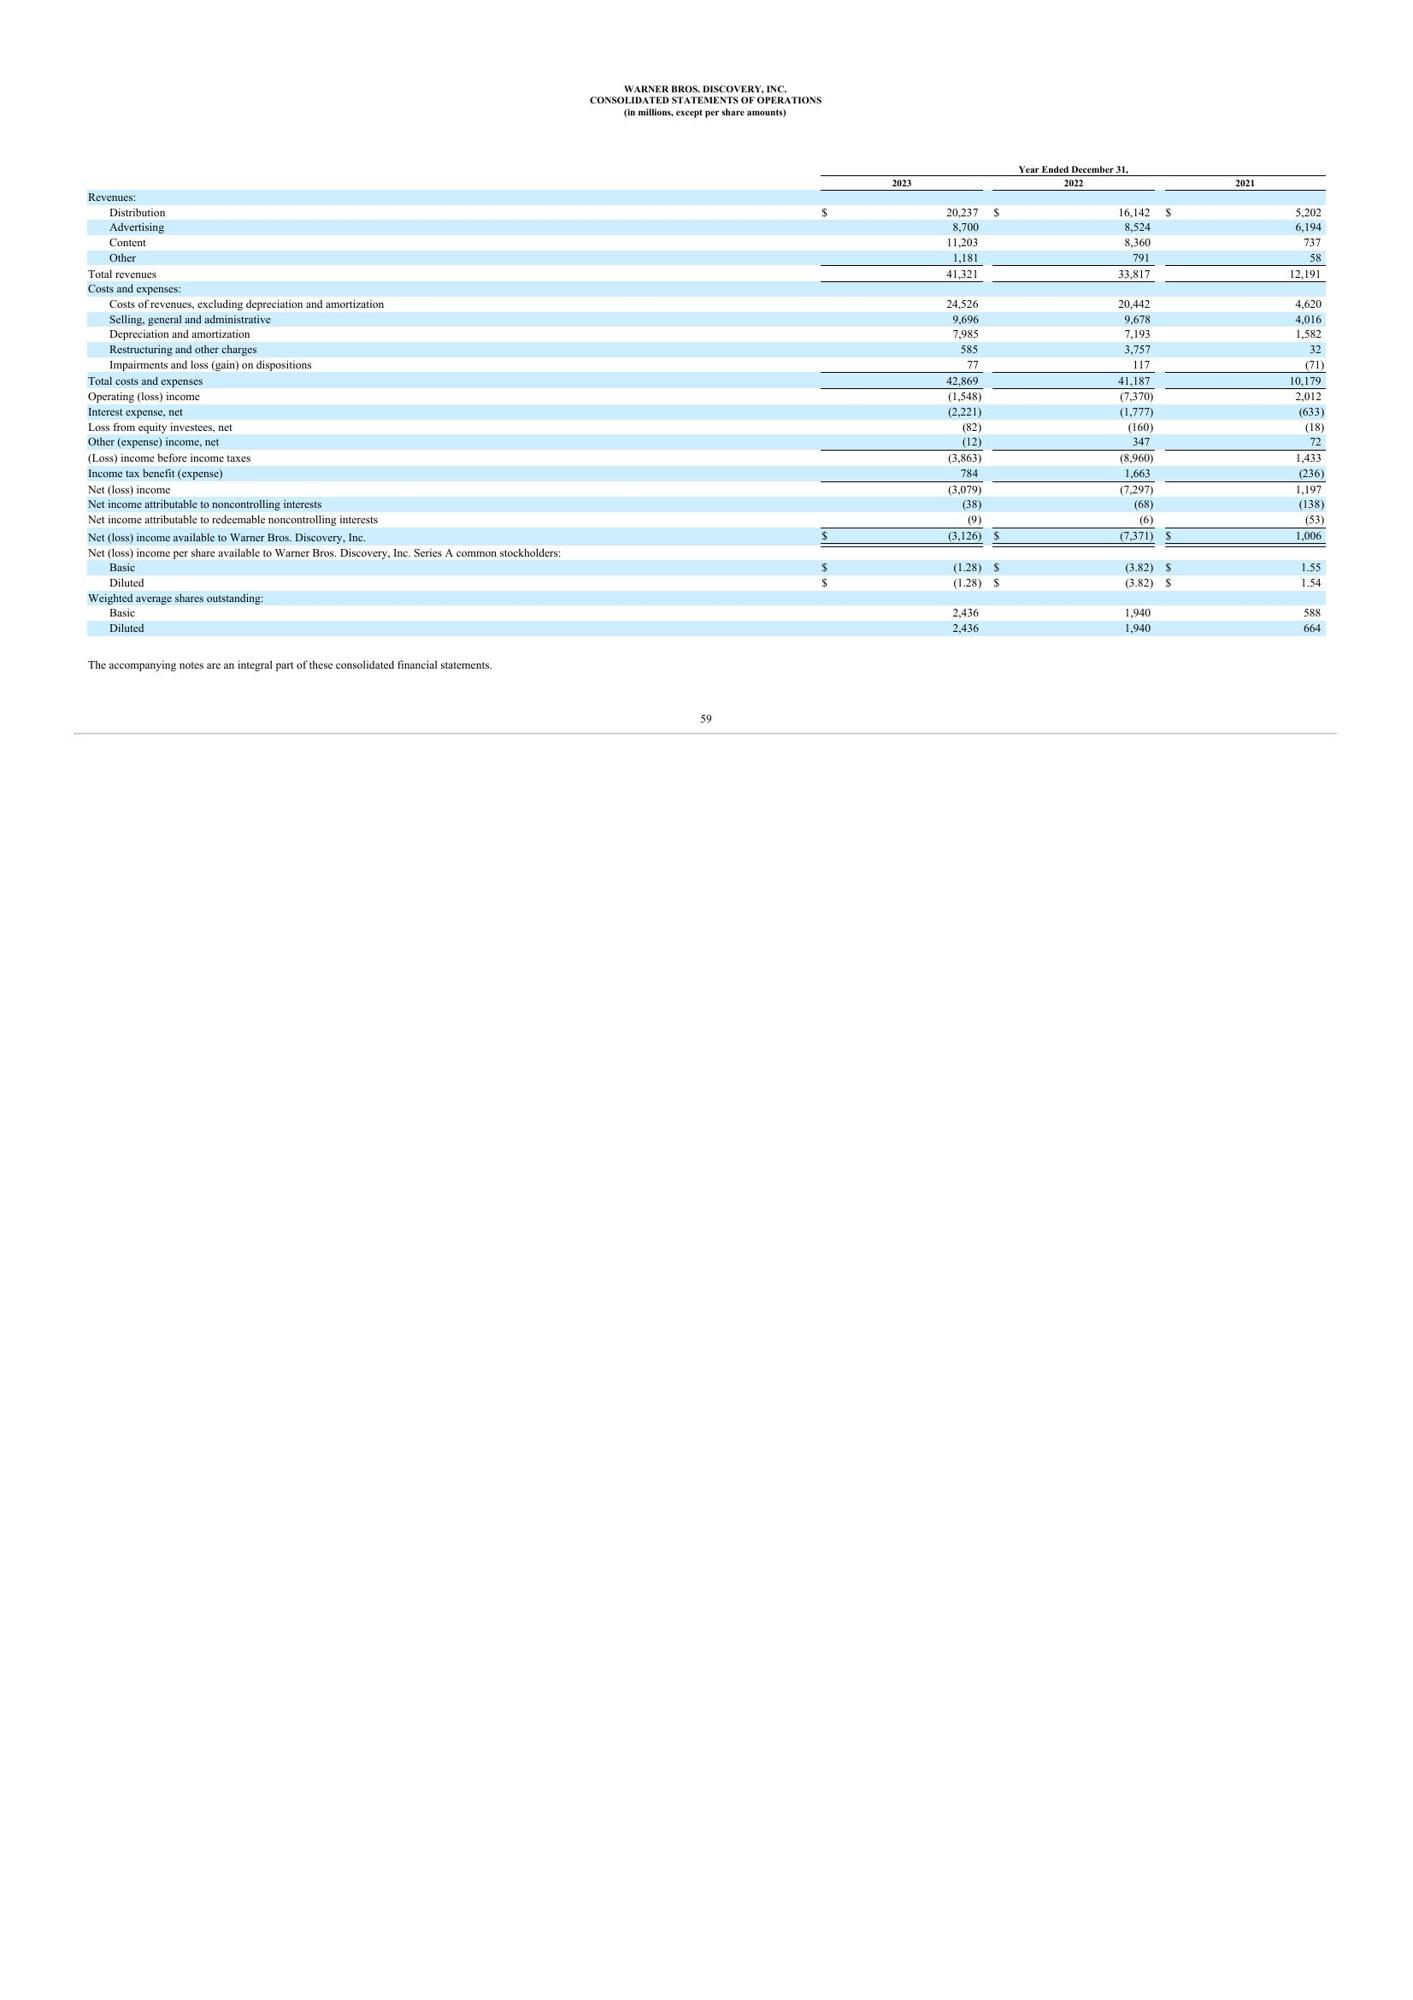 WARNER BROS. DISCOVERY, INC.
CONSOLIDATED STATEMENTS OF OPERATIONS
(in millions, except per share amounts)
Year Ended December 31,
2023 2022 2021
Revenues:
Distribution $ 20,237 $ 16,142 $ 5,202
Advertising 8,700 8,524 6,194
Content 11,203 8,360 737
Other 1,181 791 58
Total revenues 41,321 33,817 12,191
Costs and expenses:
Costs of revenues, excluding depreciation and amortization 24,526 20,442 4,620
Selling, general and administrative 9,696 9,678 4,016
Depreciation and amortization 7,985 7,193 1,582
Restructuring and other charges 585 3,757 32
Impairments and loss (gain) on dispositions 77 117 (71)
Total costs and expenses 42,869 41,187 10,179
Operating (loss) income (1,548) (7,370) 2,012
Interest expense, net (2,221) (1,777) (633)
Loss from equity investees, net (82) (160) (18)
Other (expense) income, net (12) 347 72
(Loss) income before income taxes (3,863) (8,960) 1,433
Income tax benefit (expense) 784 1,663 (236)
Net (loss) income (3,079) (7,297) 1,197
Net income attributable to noncontrolling interests (38) (68) (138)
Net income attributable to redeemable noncontrolling interests (9) (6) (53)
Net (loss) income available to Warner Bros. Discovery, Inc. $ (3,126) $ (7,371) $ 1,006
Net (loss) income per share available to Warner Bros. Discovery, Inc. Series A common stockholders:
Basic $ (1.28) $ (3.82) $ 1.55
Diluted $ (1.28) $ (3.82) $ 1.54
Weighted average shares outstanding:
Basic 2,436 1,940 588
Diluted 2,436 1,940 664
The accompanying notes are an integral part of these consolidated financial statements.
59